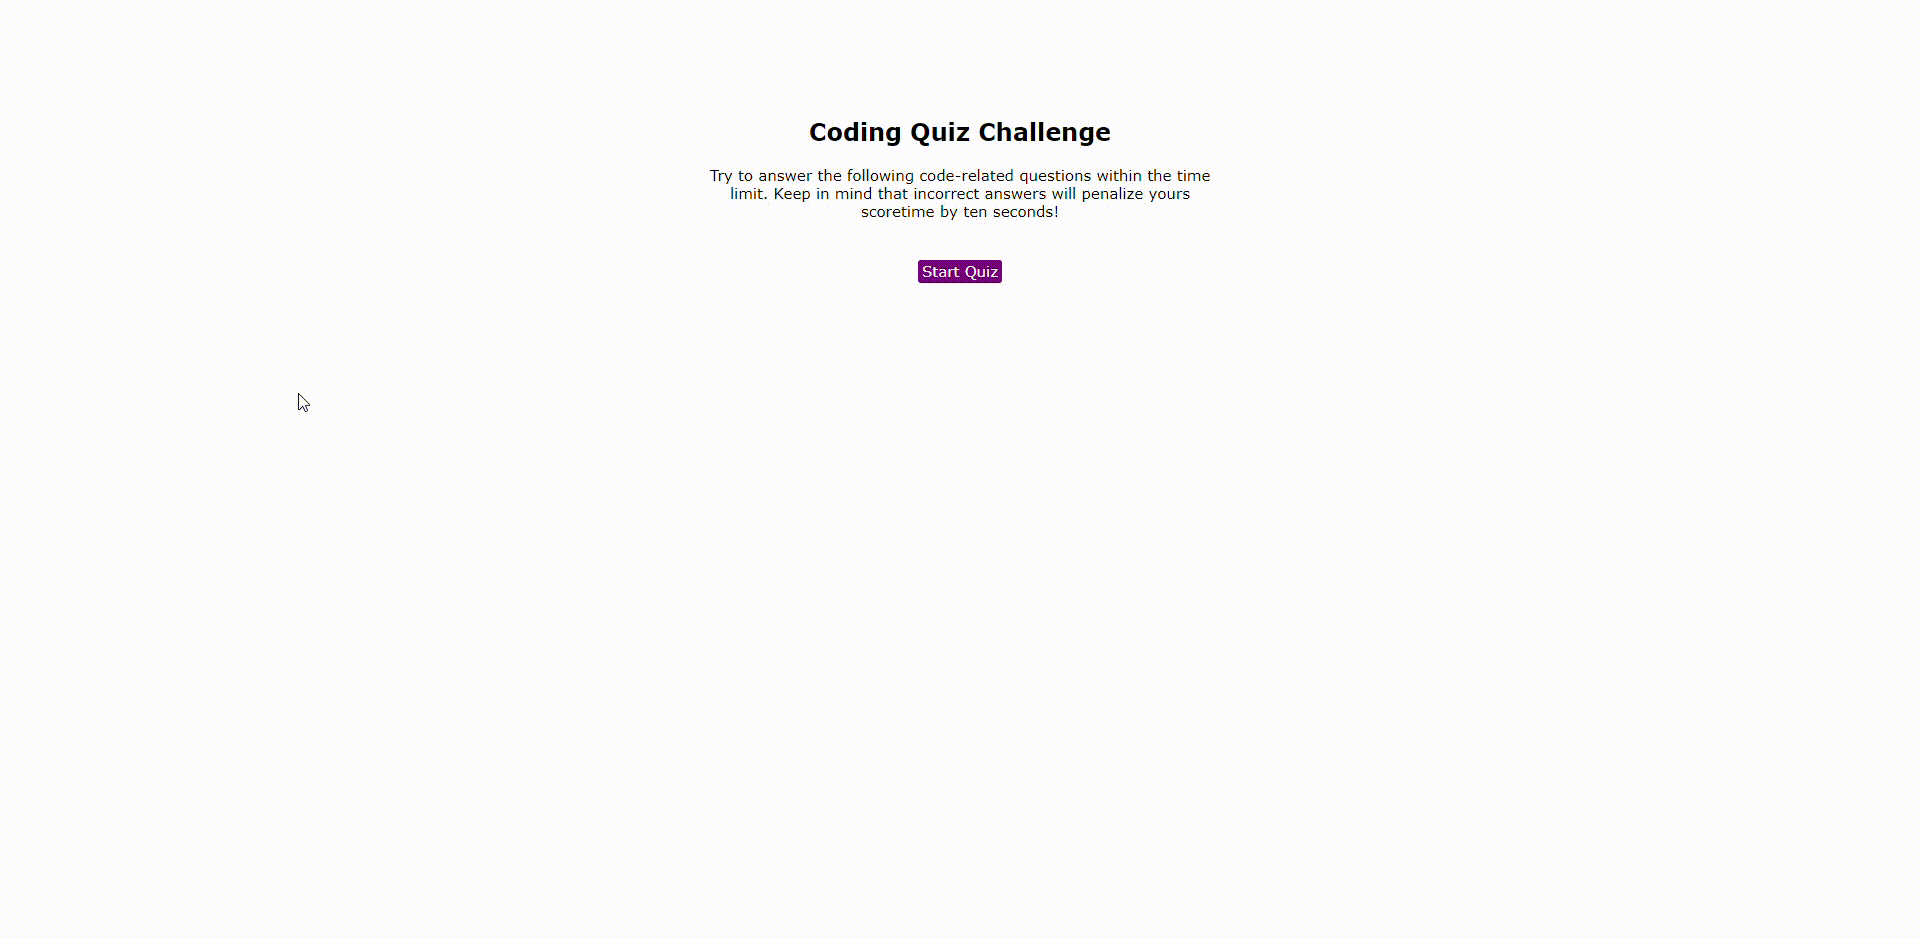 Coding Quiz Challenge
Try to answer the following code-related questions within the time
limit. Keep in mind that incorrect answers will penalize yours
scoretime by ten seconds!
Start Quiz